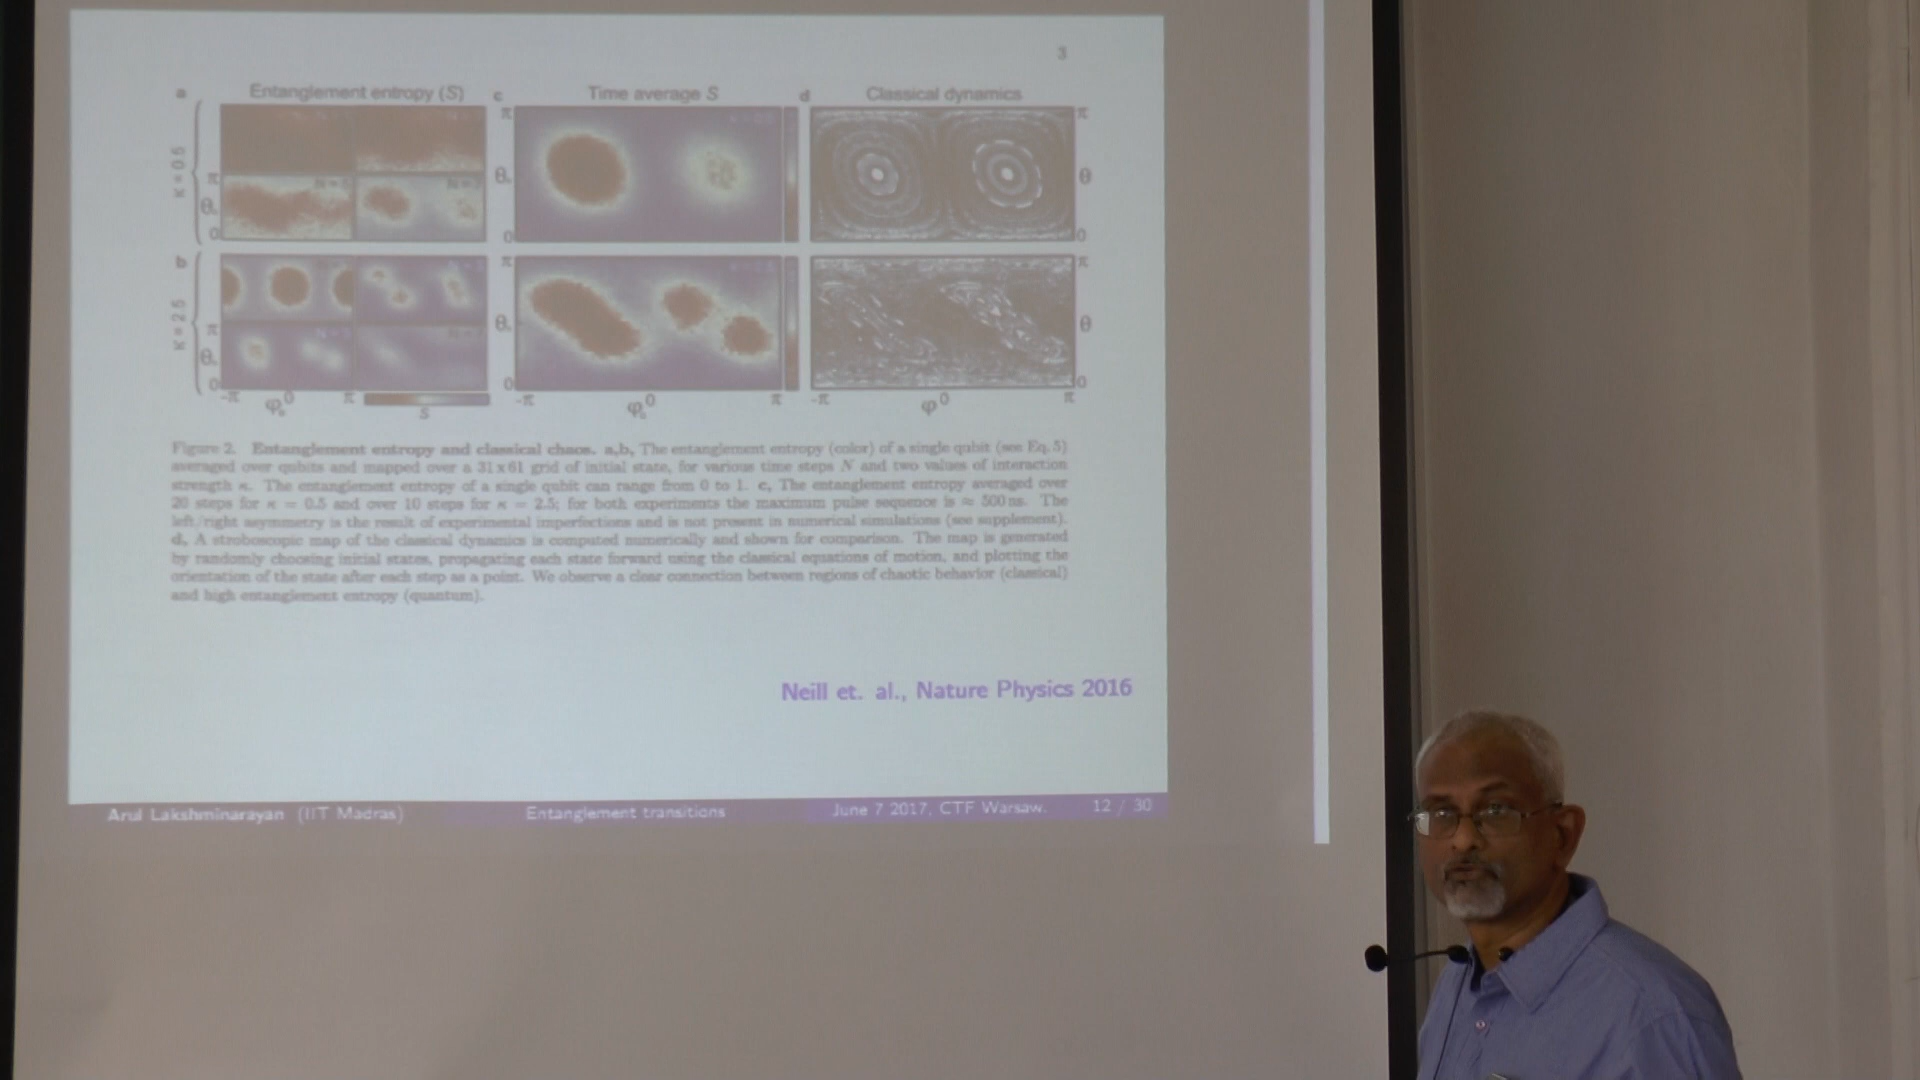 3
a Entanglement entropy (S) c Time average S d Classical dynamics
κ = 0.5
π
θ
0
π
θ
0
π
θ
0
b
κ = 2.5
π
θ
0
π
θ
0
π
θ
0
-π φ 0 π
S
-π φ 0 π
-π φ 0 π
Figure 2. Entanglement entropy and classical chaos. a,b, The entanglement entropy (color) of a single qubit (see Eq. 5)
averaged over qubits and mapped over a 31 x 61 grid of initial state, for various time steps N and two values of interaction
strength κ. The entanglement entropy of a single qubit can range from 0 to 1. c, The entanglement entropy averaged over
20 steps for κ = 0.5 and over 10 steps for κ = 2.5; for both experiments the maximum pulse sequence is ≈ 500 ns. The
left/right asymmetry is the result of experimental imperfections and is not present in numerical simulations (see supplement).
d, A stroboscopic map of the classical dynamics is computed numerically and shown for comparison. The map is generated
by randomly choosing initial states, propagating each state forward using the classical equations of motion, and plotting the
orientation of the state after each step as a point. We observe a clear connection between regions of chaotic behavior (classical)
and high entanglement entropy (quantum).
Neill et. al., Nature Physics 2016
Arul Lakshminarayan (IIT Madras) Entanglement transitions June 7 2017, CTF Warsaw. 12 / 30